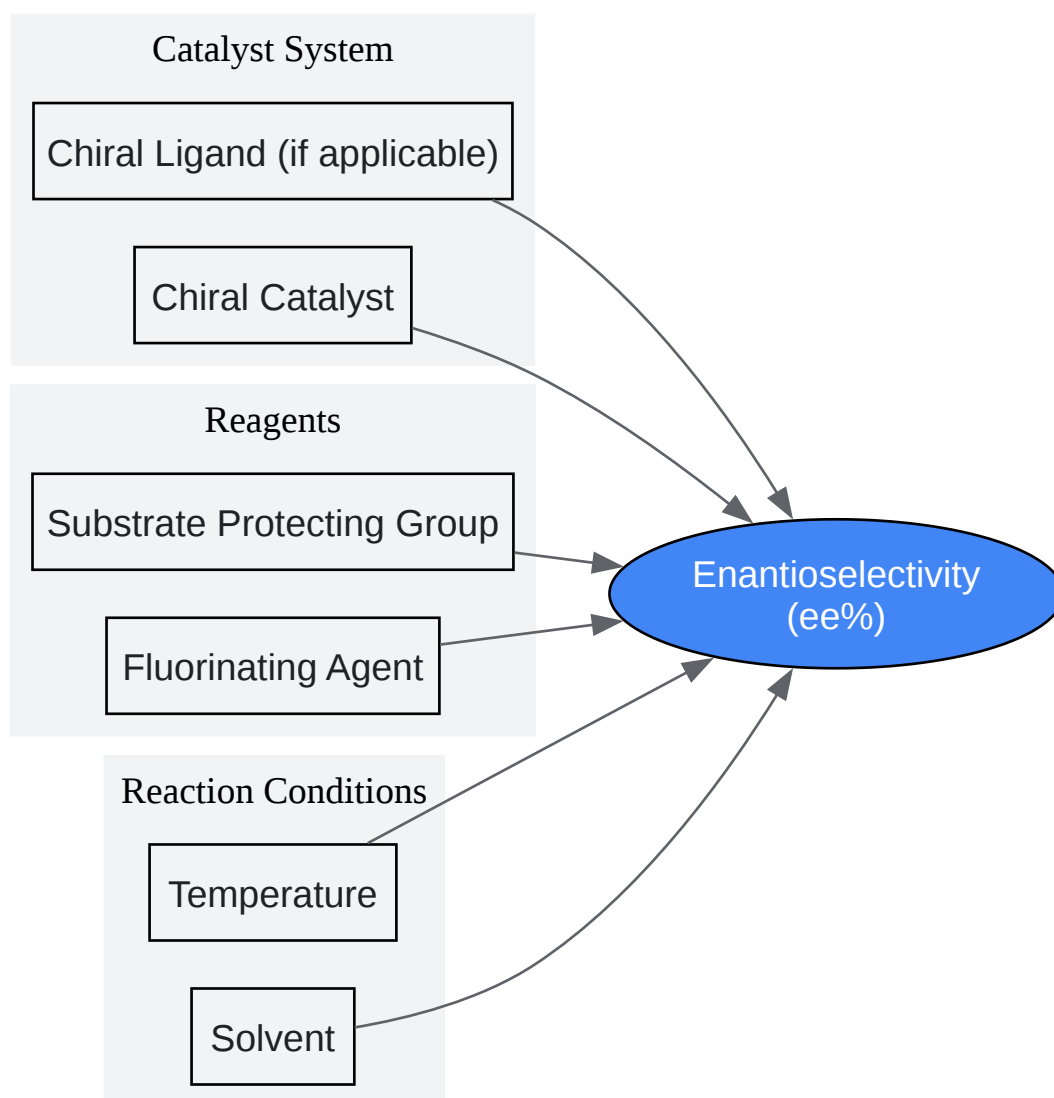 Catalyst System
Chiral Ligand (if applicable)
Chiral Catalyst
Reagents
Substrate Protecting Group
Fluorinating Agent
Reaction Conditions
Temperature
Solvent
Enantioselectivity
(ee%)